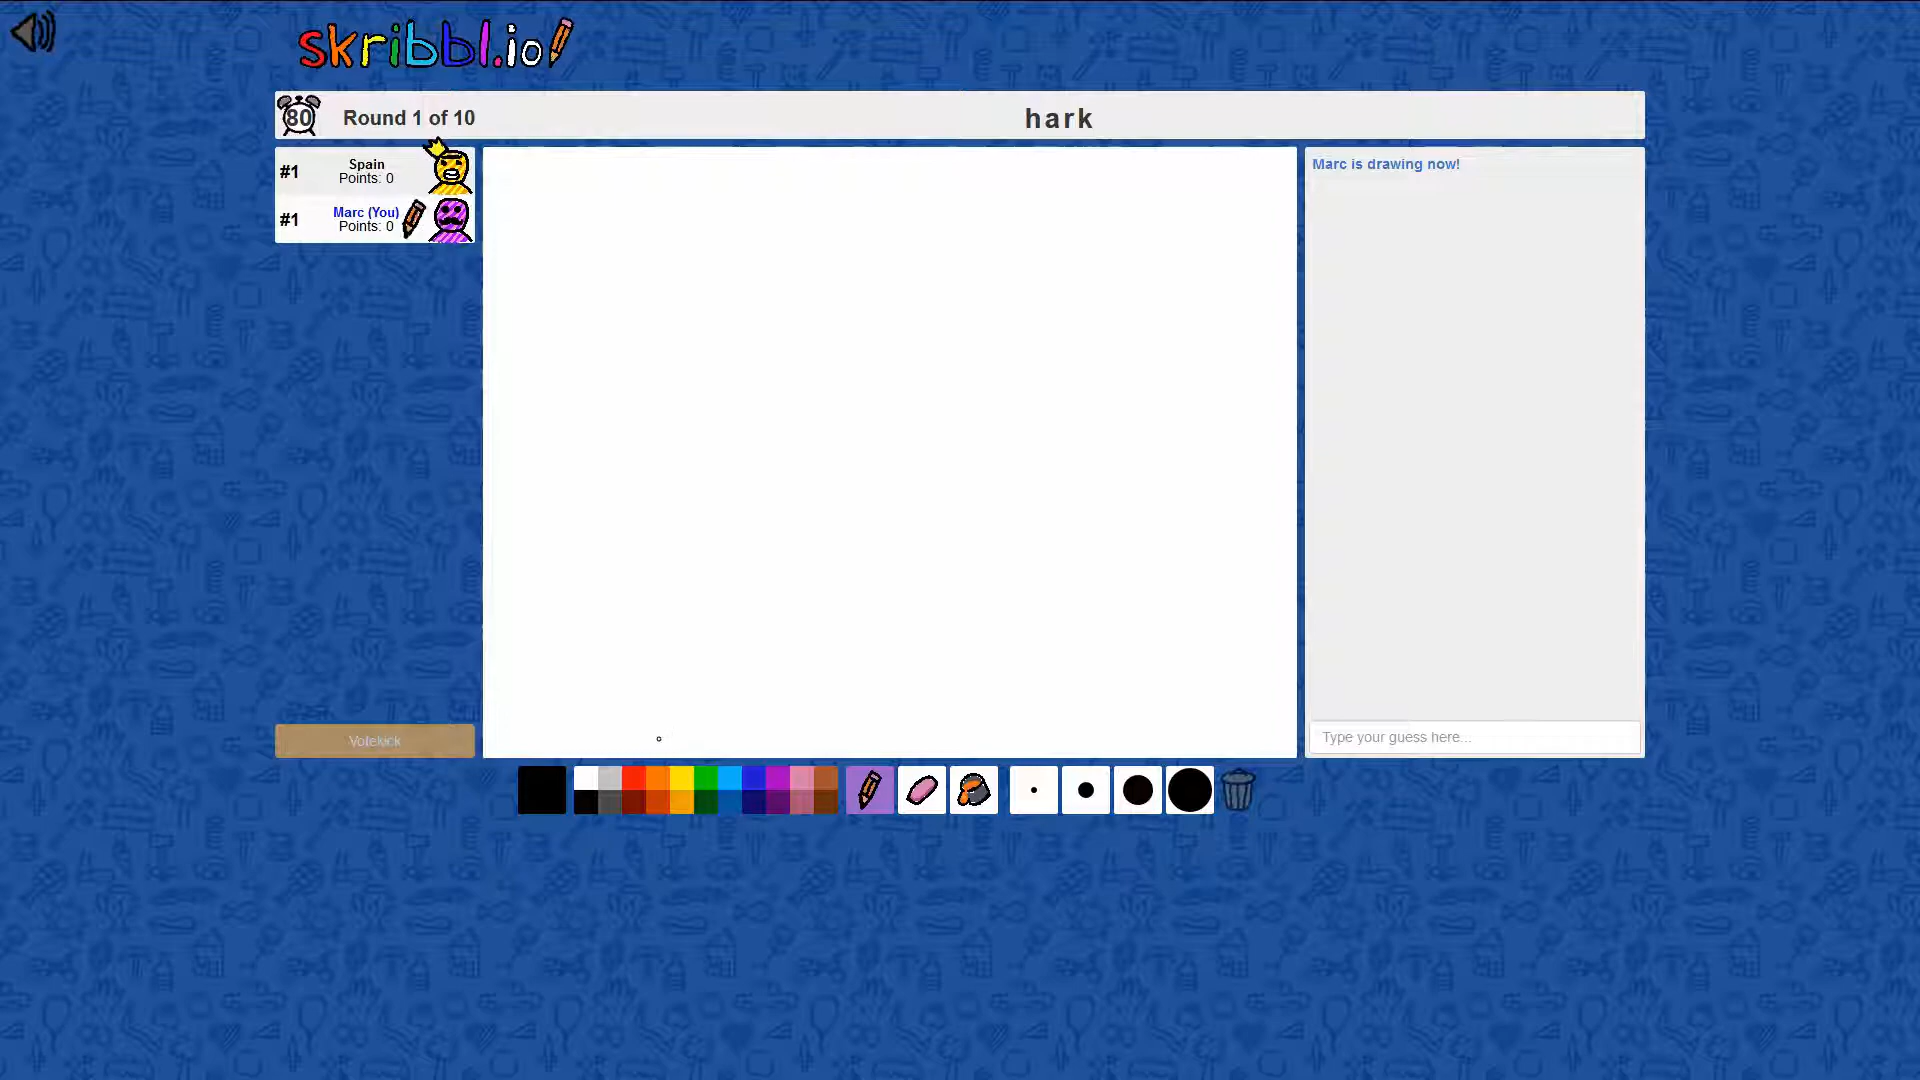 skribbl.io
80
Round 1 of 10
hark
#1
Spain
Points: 0
#1
Marc (You)
Points: 0
Marc is drawing now!
Votekick
Type your guess here...